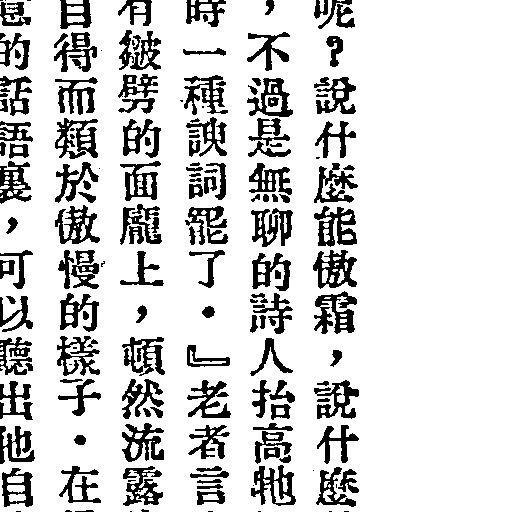 呢？說什麼能傲霜，說什麼
，不過是無聊的詩人抬高牠
時一種諛詞罷了．』老者言
有皺劈的面龐上，頓然流露
自得而類於傲慢的樣子．在
意的話語裏，可以聽出他自